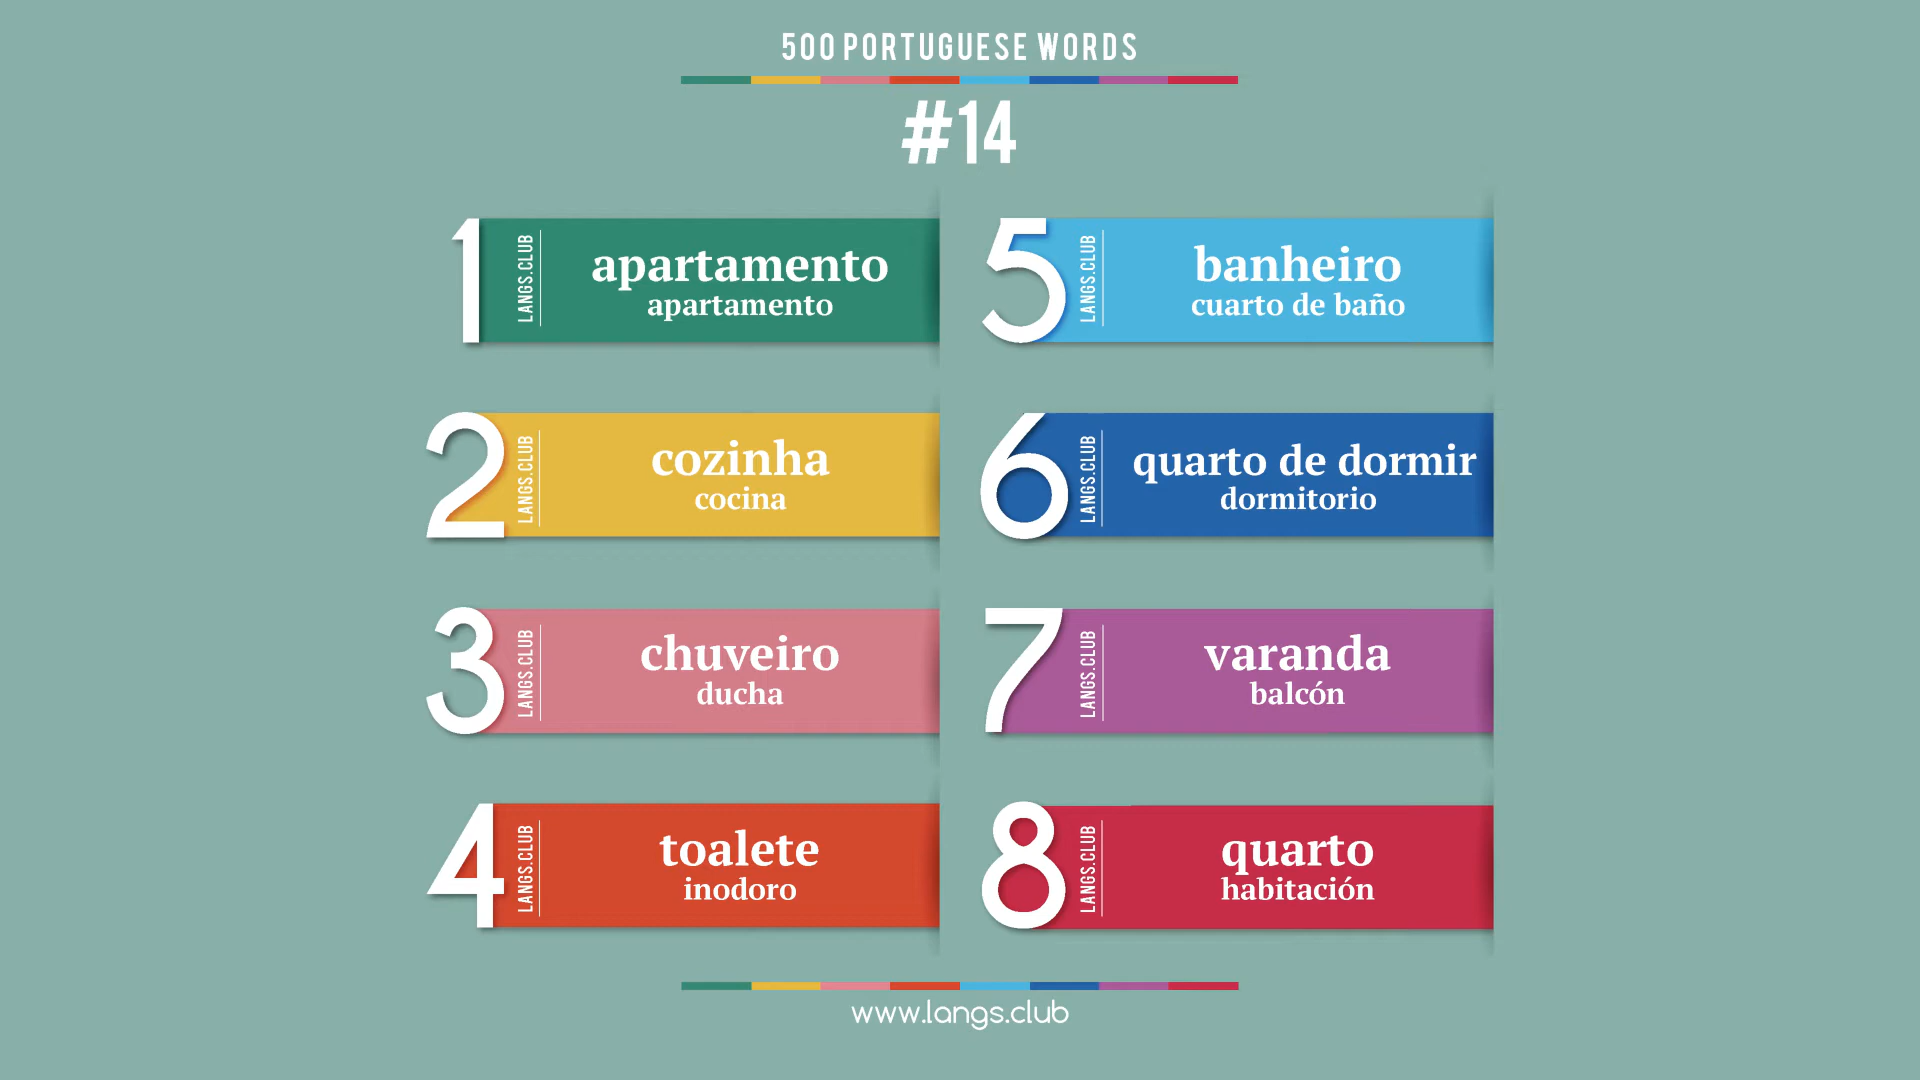 500 PORTUGUESE WORDS
#14
1
LANGS.CLUB
apartamento
apartamento
2
LANGS.CLUB
cozinha
cocina
3
LANGS.CLUB
chuveiro
ducha
4
LANGS.CLUB
toalete
inodoro
5
LANGS.CLUB
banheiro
cuarto de baño
6
LANGS.CLUB
quarto de dormir
dormitorio
7
LANGS.CLUB
varanda
balcón
8
LANGS.CLUB
quarto
habitación
www.langs.club